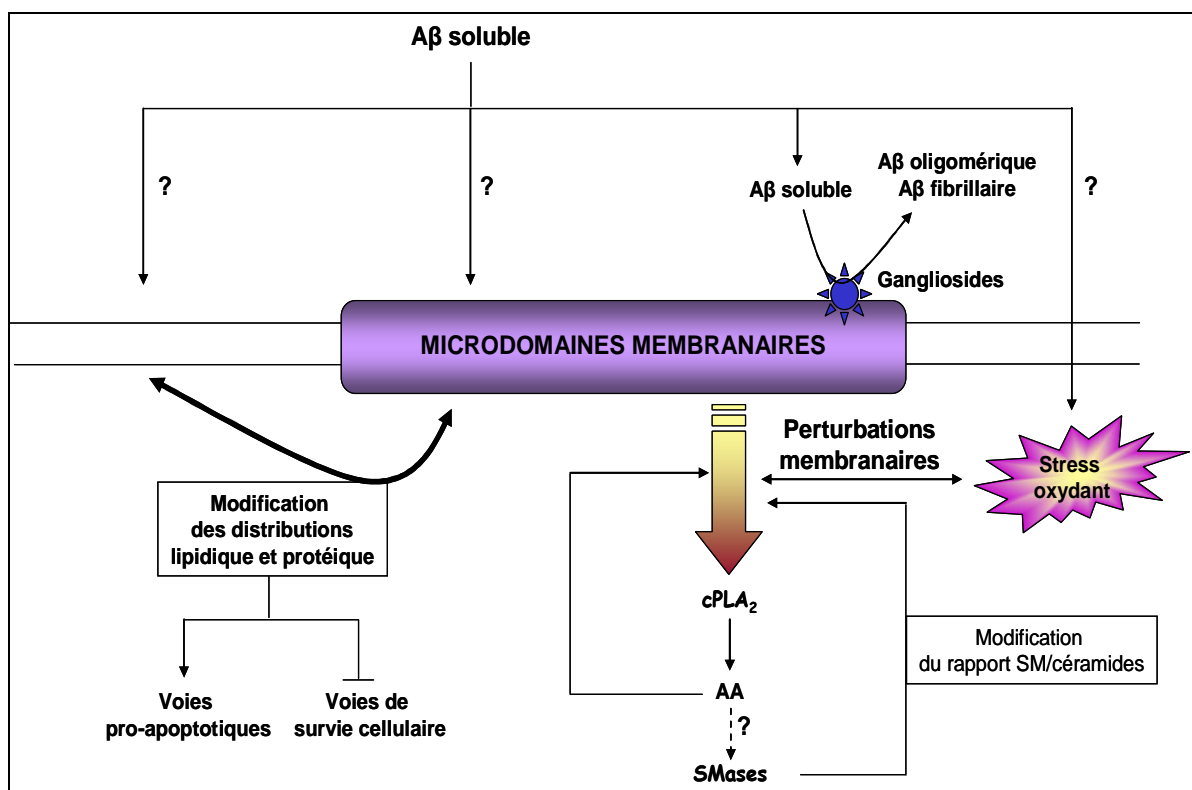 Aβ soluble
?
?
Aβ soluble
Aβ oligomérique
Aβ fibrillaire
?
Gangliosides
MICRODOMAINES MEMBRANAIRES
Perturbations
membranaires
Stress
oxydant
Modification
des distributions
lipidique et protéique
cPLA₂
Modification
du rapport SM/céramides
Voies
pro-apoptotiques
Voies de
survie cellulaire
AA
?
SMases